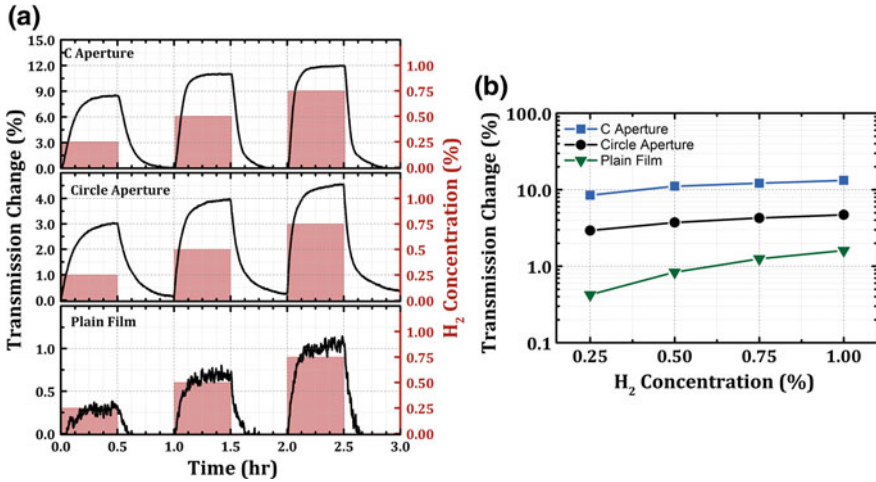 (a)
Transmission Change (%)
H₂ Concentration (%)
C Aperture
15.0
12.0
9.0
6.0
3.0
0.0
1.00
0.75
0.50
0.25
0.00
Circle Aperture
4.0
3.0
2.0
1.0
0.0
1.00
0.75
0.50
0.25
0.00
Plain Film
1.0
0.5
0.0
1.00
0.75
0.50
0.25
0.00
0.0 0.5 1.0 1.5 2.0 2.5 3.0
Time (hr)
(b)
Transmission Change (%)
100.0
10.0
1.0
0.1
C Aperture
Circle Aperture
Plain Film
0.25 0.50 0.75 1.00
H₂ Concentration (%)